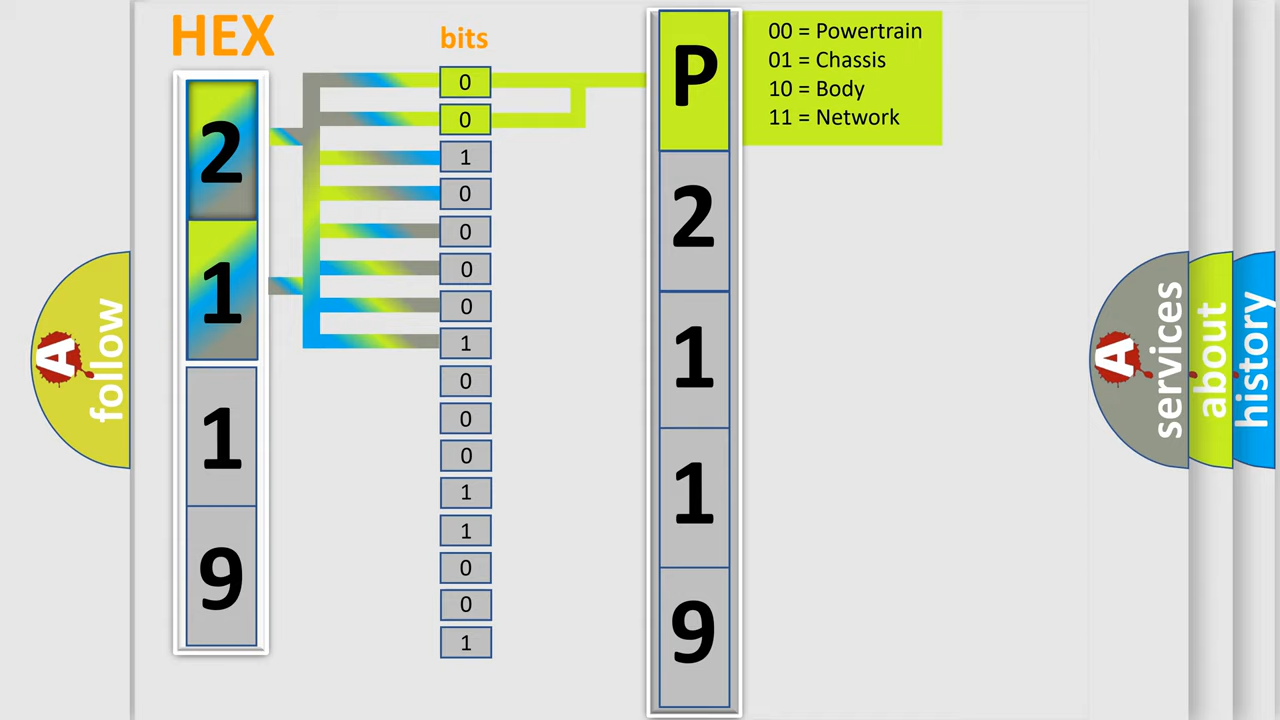 HEX
bits
2
1
1
9
0
0
1
0
0
0
0
1
0
0
0
1
1
0
0
1
P
2
1
1
9
00 = Powertrain
01 = Chassis
10 = Body
11 = Network
A
follow
A
services
about
history